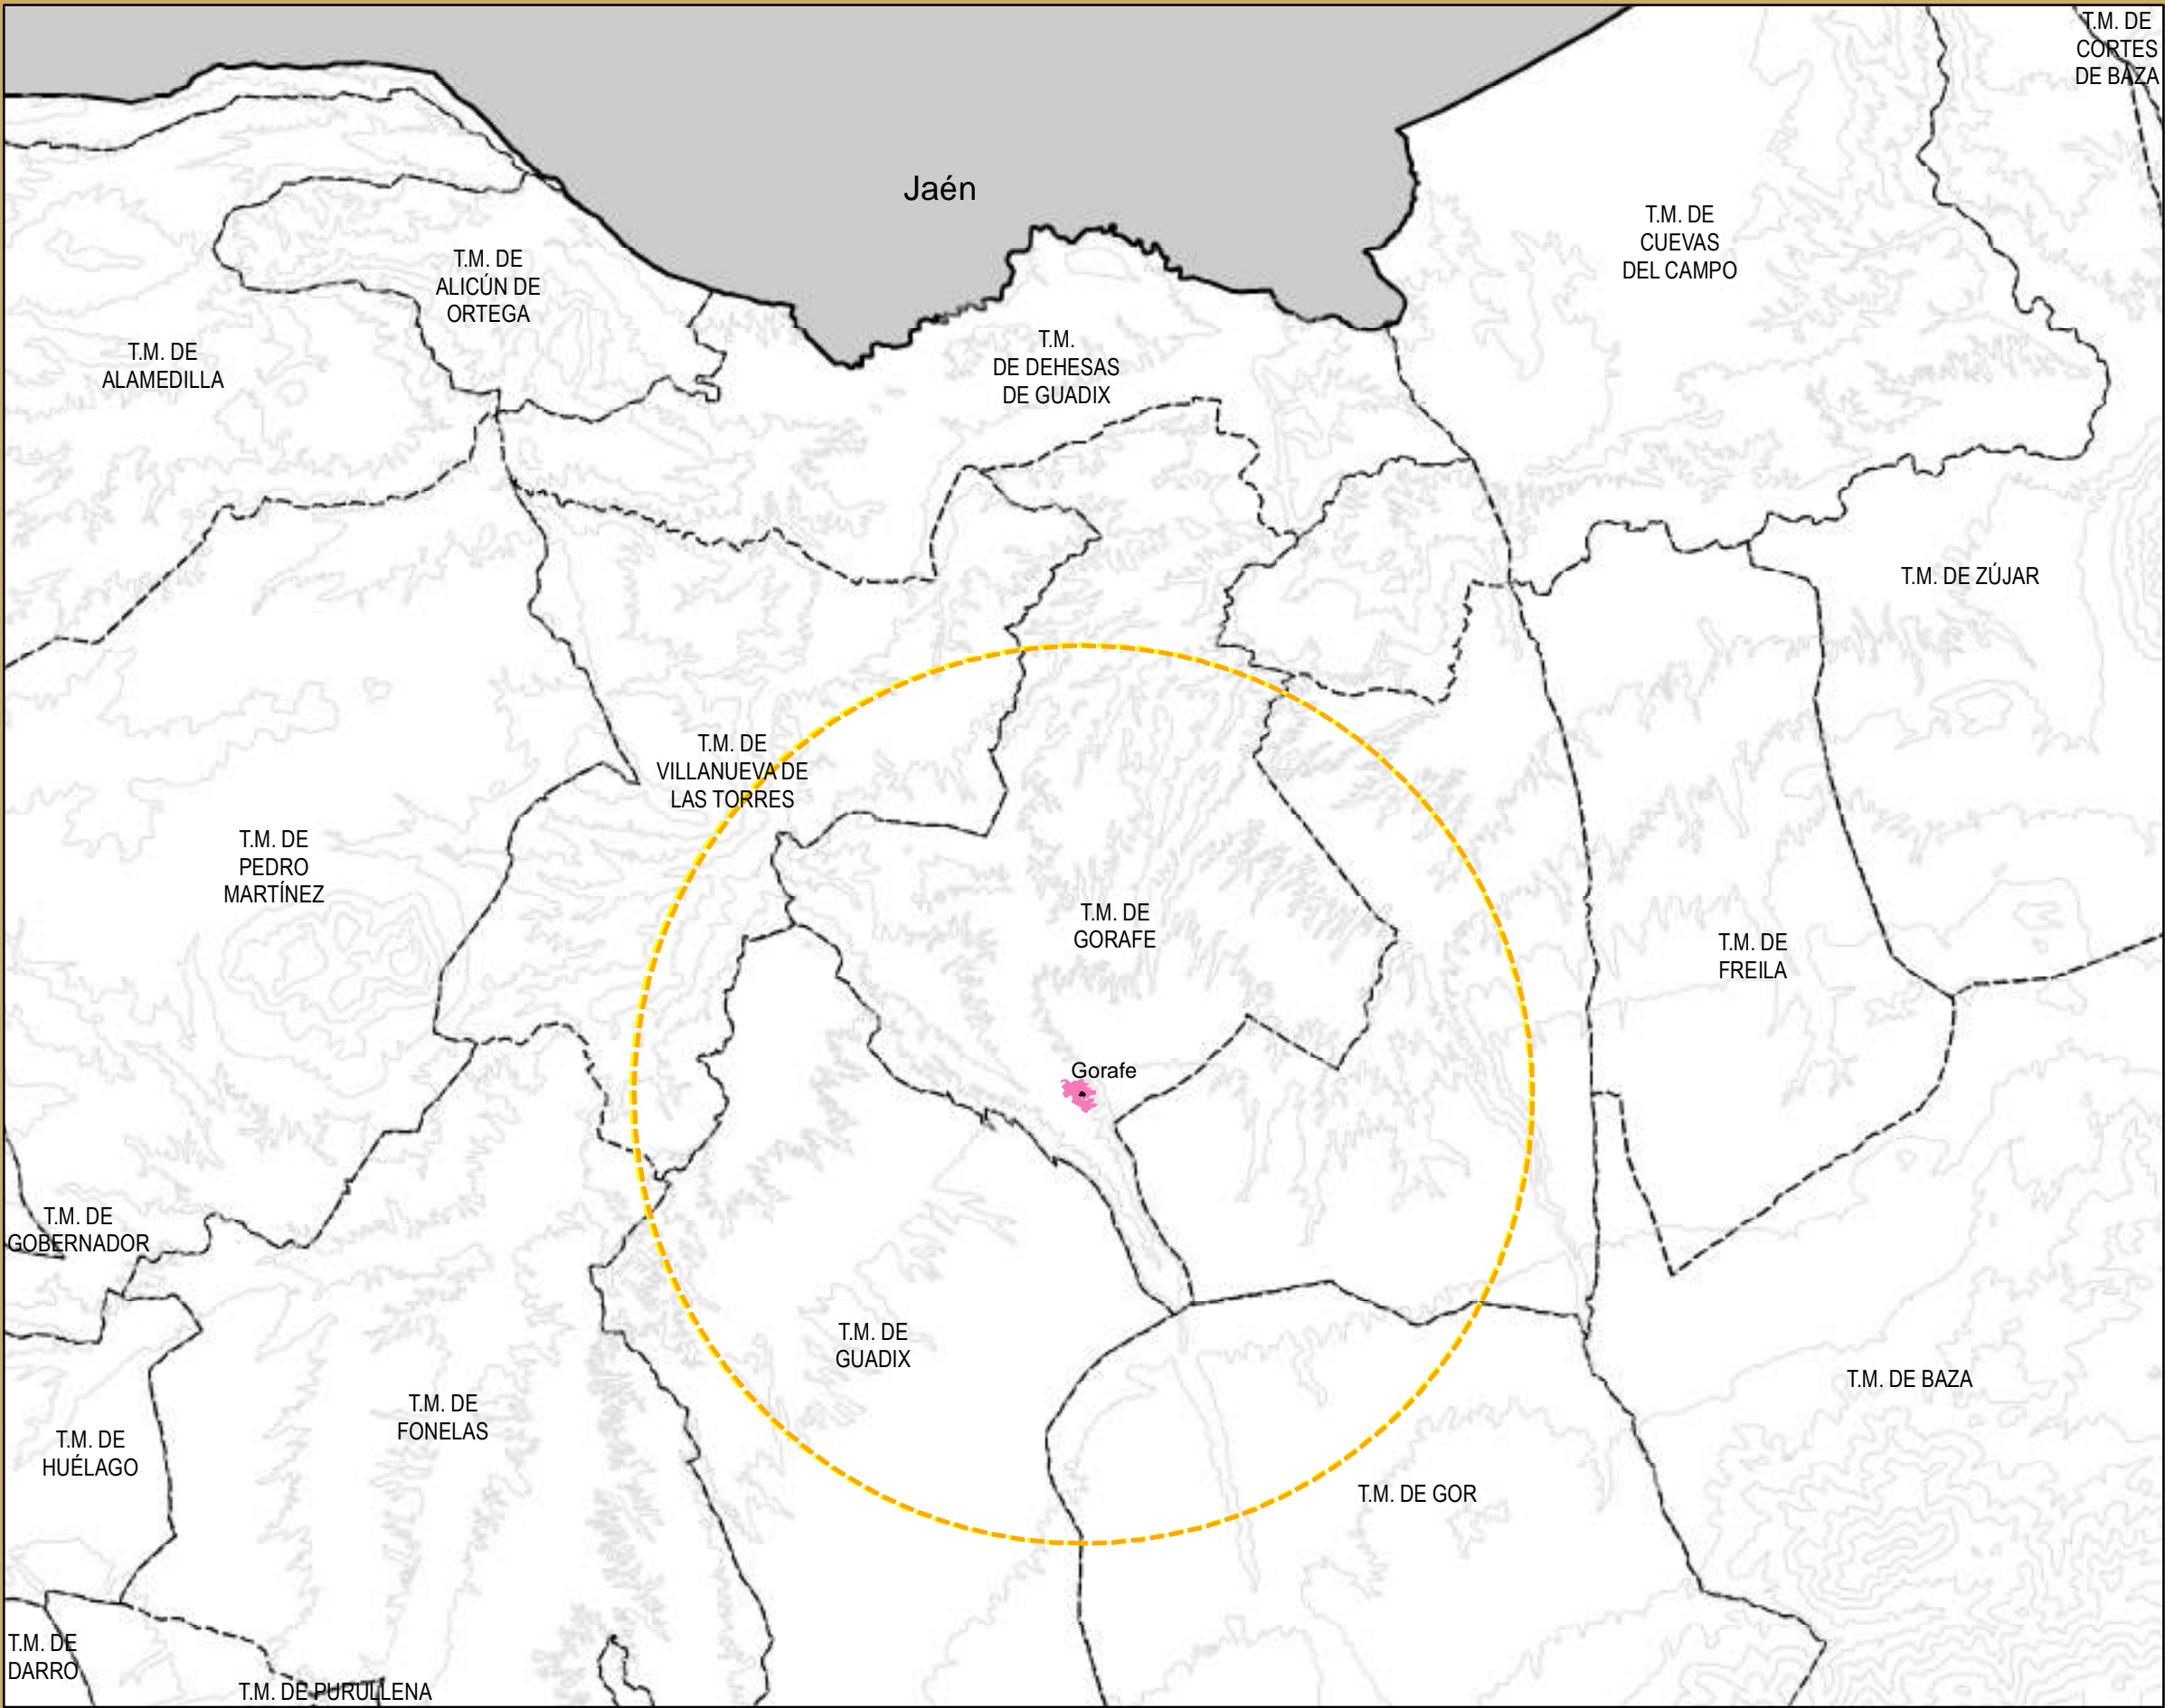 T.M. DE
CORTES
DE BAZA
Jaén
T.M. DE
CUEVAS
DEL CAMPO
T.M. DE
ALICÚN DE
ORTEGA
T.M. DE
ALAMEDILLA
T.M.
DE DEHESAS
DE GUADIX
T.M. DE ZÚJAR
T.M. DE
VILLANUEVA DE
LAS TORRES
T.M. DE
PEDRO
MARTÍNEZ
T.M. DE
GORAFE
T.M. DE
FREILA
Gorafe
T.M. DE
GOBERNADOR
T.M. DE
GUADIX
T.M. DE BAZA
T.M. DE
FONELAS
T.M. DE
HUÉLAGO
T.M. DE GOR
T.M. DE
DARRO
T.M. DE PURULLENA